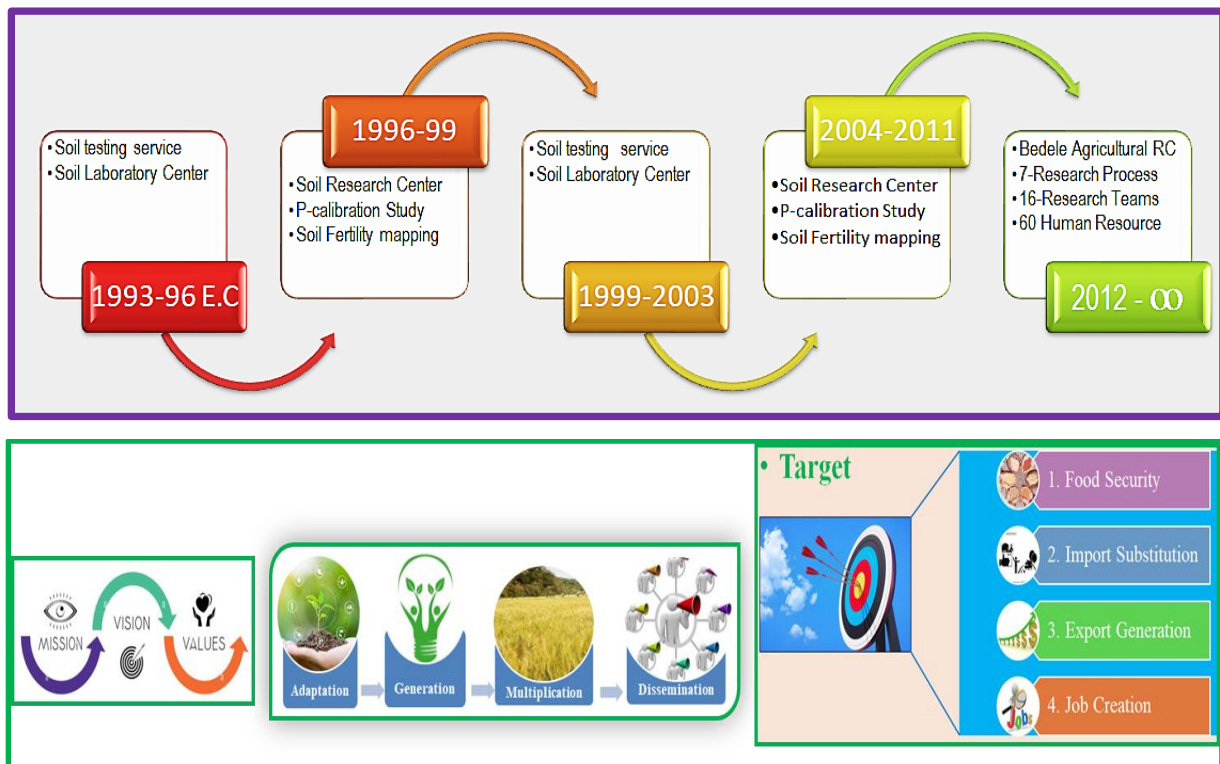 • Soil testing service
• Soil Laboratory Center
1993-96 E.C
1996-99
• Soil Research Center
• P-calibration Study
• Soil Fertility mapping
• Soil testing service
• Soil Laboratory Center
1999-2003
2004-2011
• Soil Research Center
• P-calibration Study
• Soil Fertility mapping
• Bedele Agricultural RC
• 7-Research Process
• 16-Research Teams
• 60 Human Resource
2012 - ꝏ
MISSION
VISION
VALUES
Adaptation
Generation
Multiplication
Dissemination
• Target
1. Food Security
2. Import Substitution
3. Export Generation
4. Job Creation
Jobs